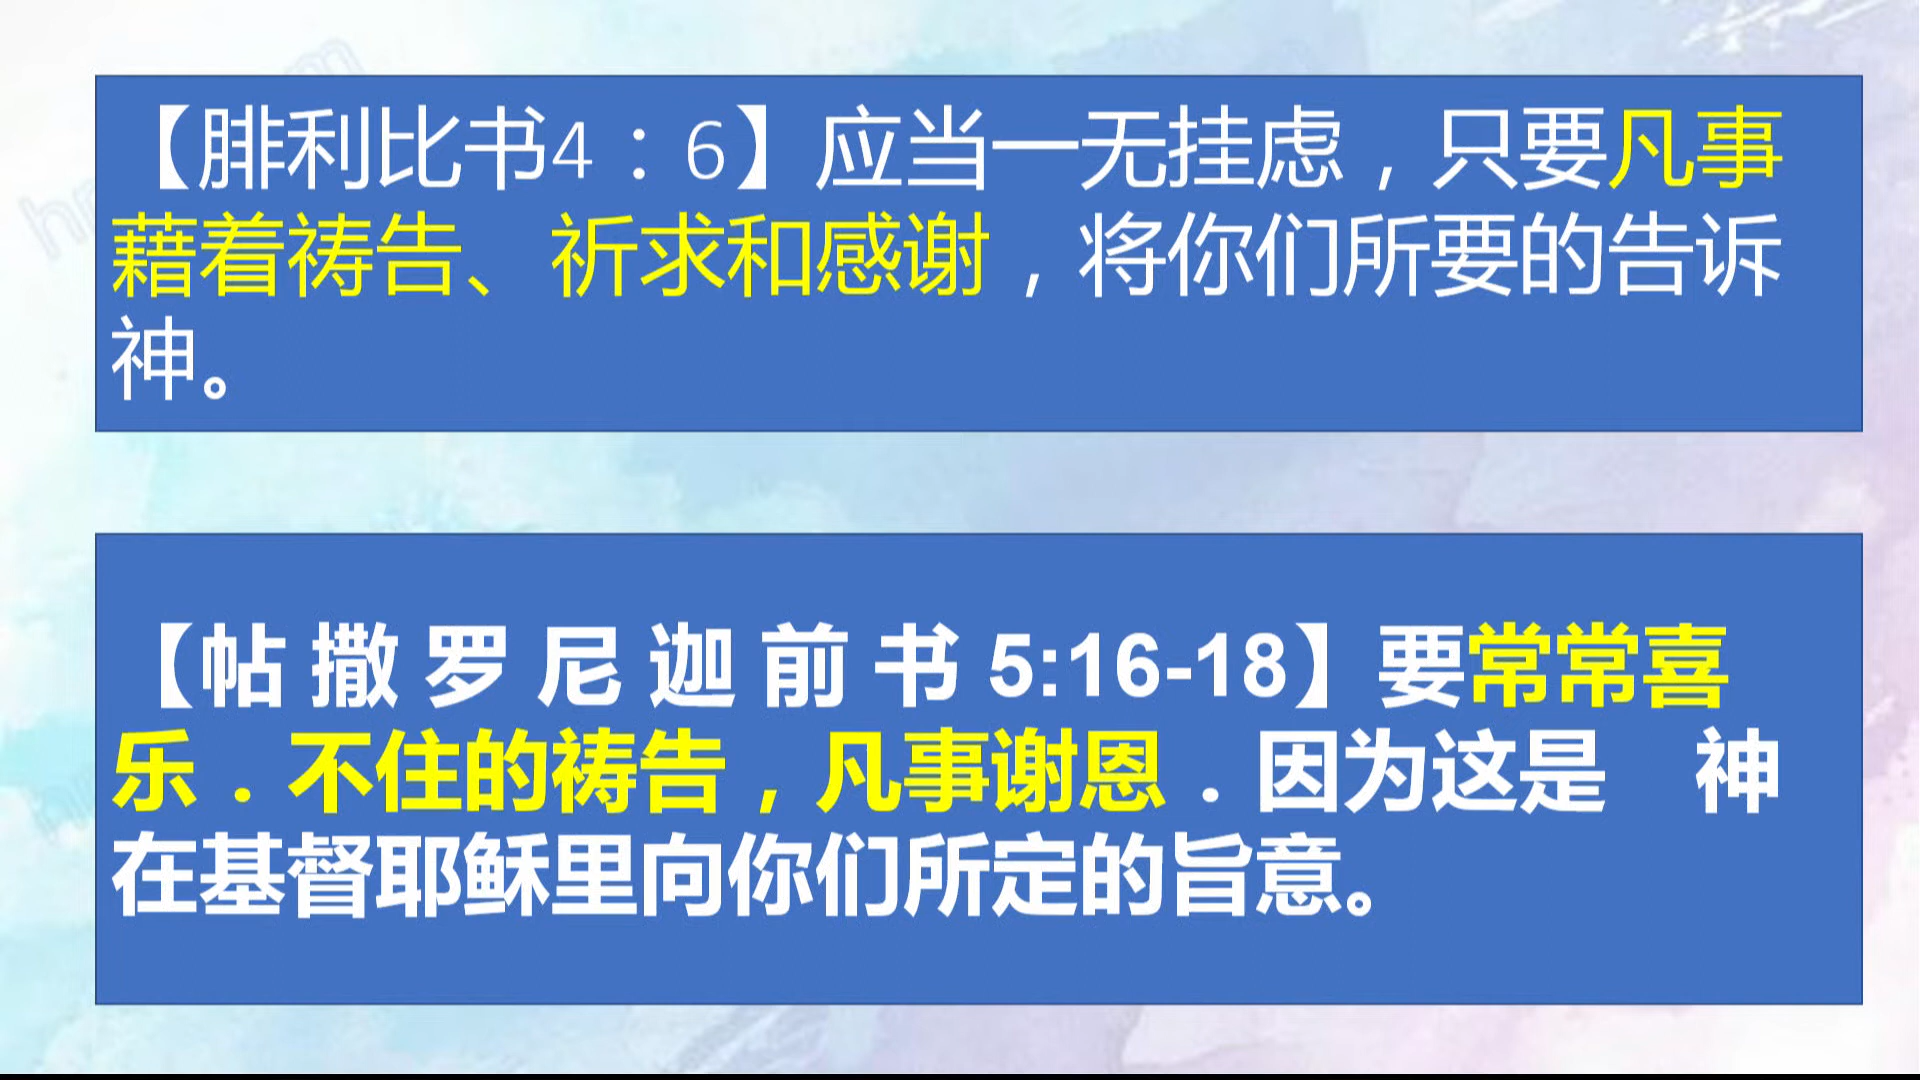 【腓利比书4：6】应当一无挂虑，只要凡事
藉着祷告、祈求和感谢，将你们所要的告诉
神。
【帖 撒 罗 尼 迦 前 书 5:16-18】要常常喜
乐．不住的祷告，凡事谢恩．因为这是　神
在基督耶稣里向你们所定的旨意。